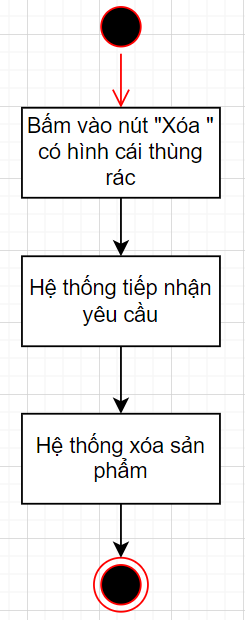 Bấm vào nút "Xóa "
có hình cái thùng
rác
Hệ thống tiếp nhận
yêu cầu
Hệ thống xóa sản
phẩm